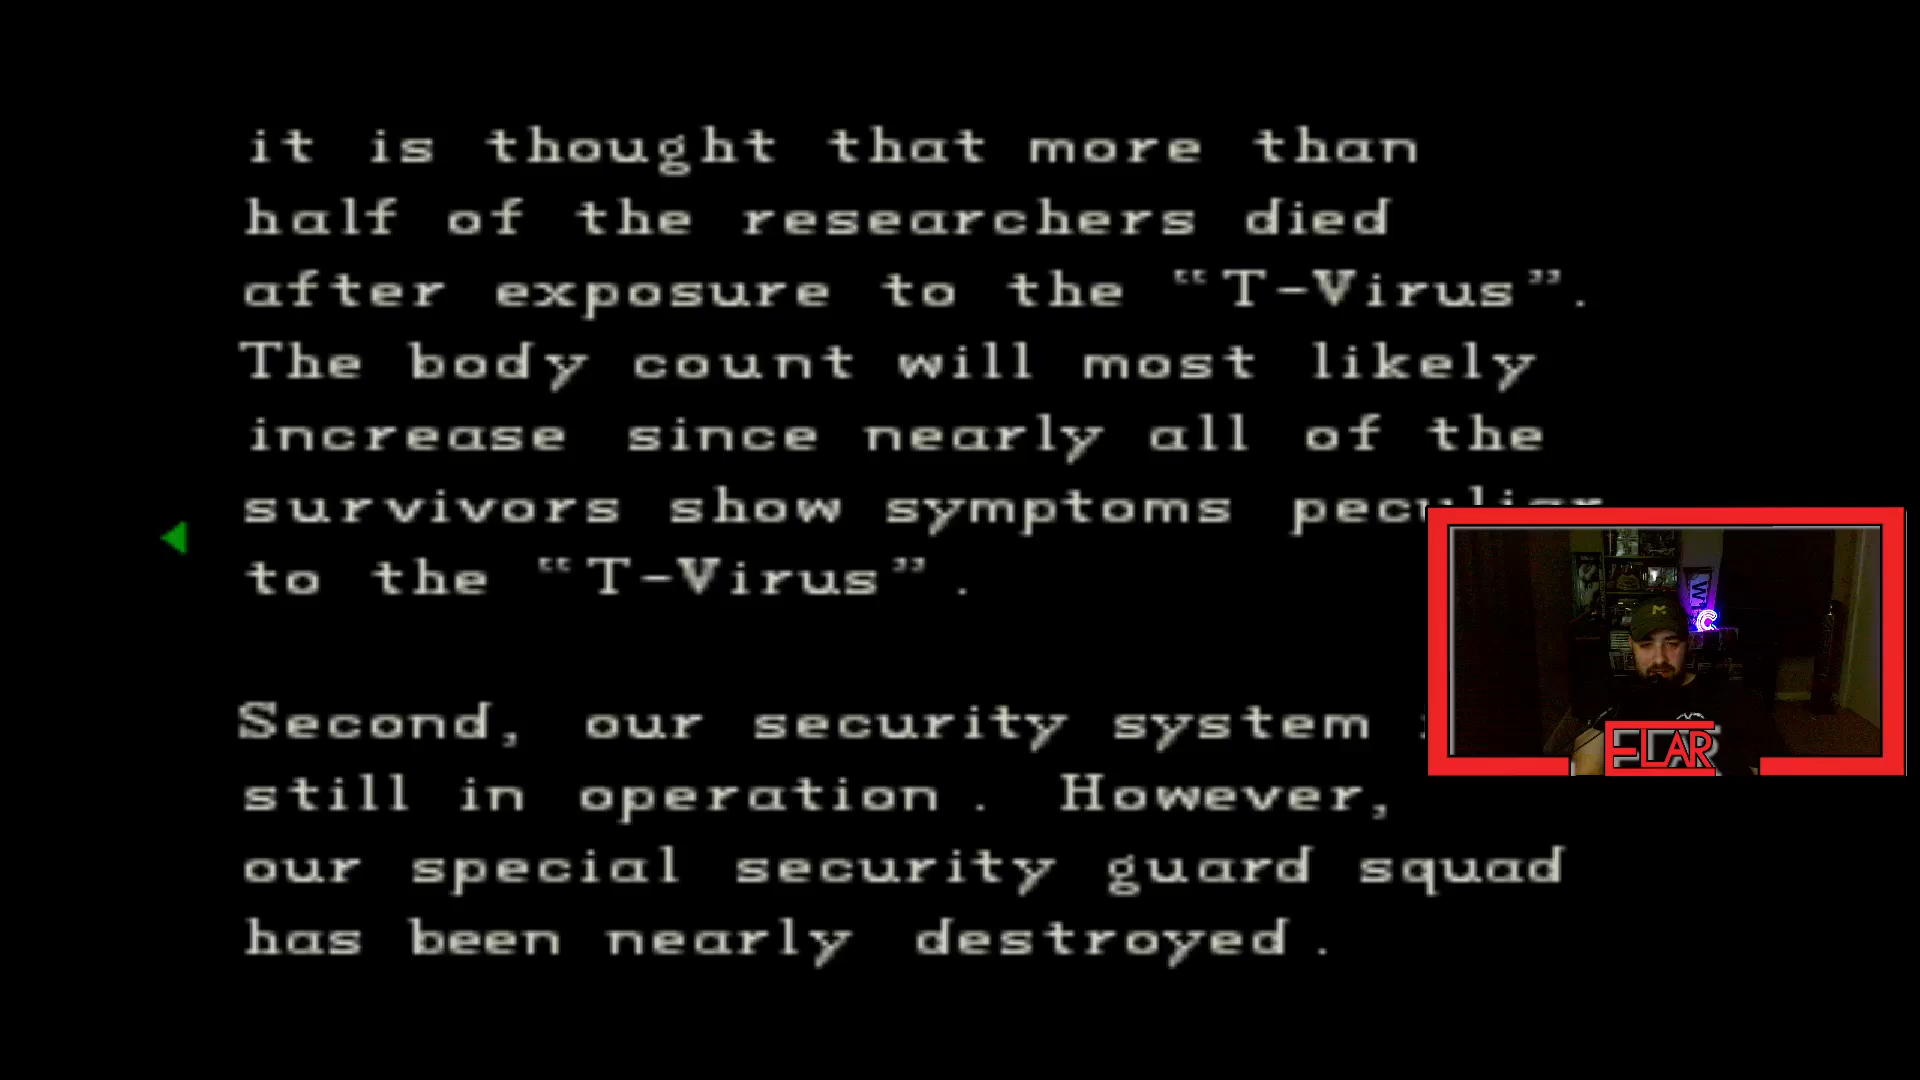 it is thought that more than
half of the researchers died
after exposure to the “T-Virus”.
The body count will most likely
increase since nearly all of the
survivors show symptoms peculiar
to the “T-Virus”.
Second, our security system
still in operation. However,
our special security guard squad
has been nearly destroyed.
W
C
M